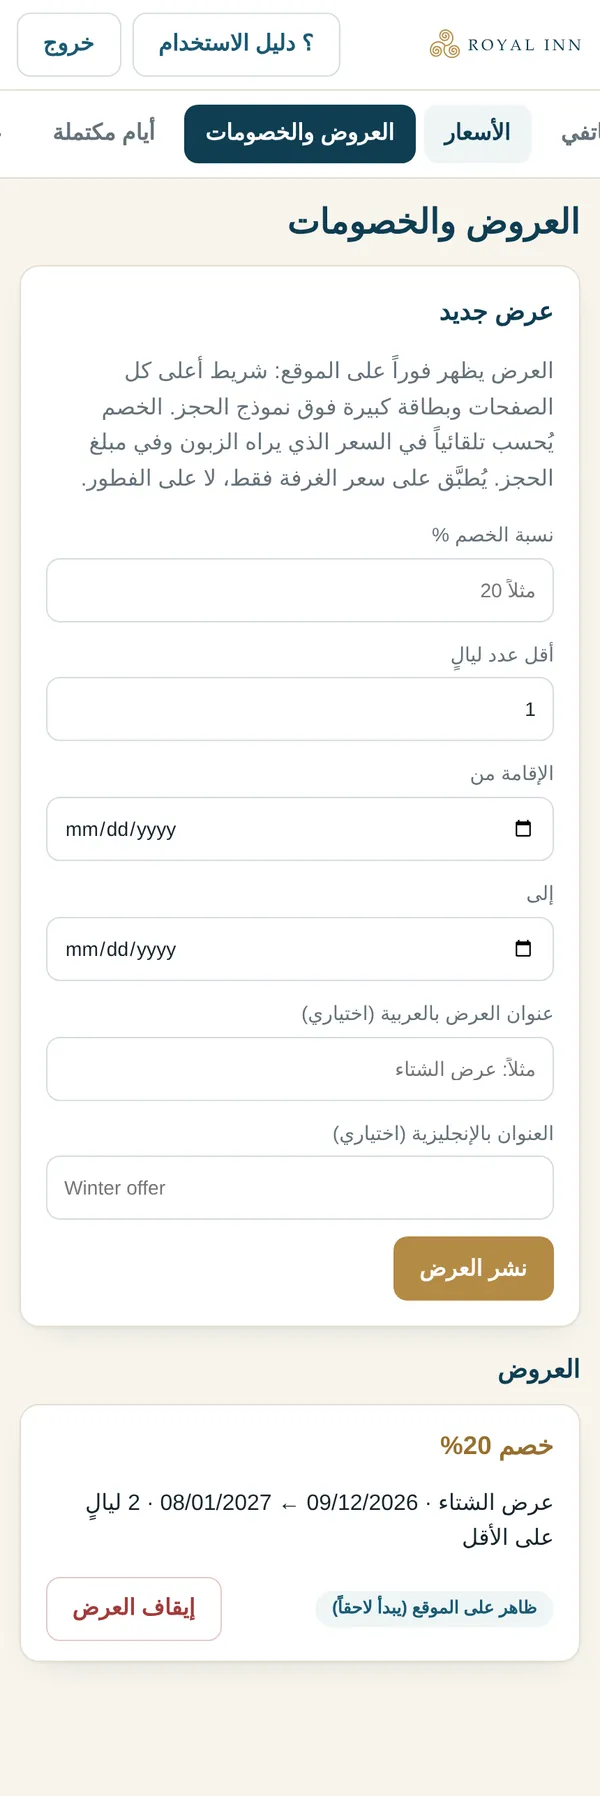 ROYAL INN
؟ دليل الاستخدام
خروج
الأسعار
العروض والخصومات
أيام مكتملة
العروض والخصومات
عرض جديد
العرض يظهر فوراً على الموقع: شريط أعلى كل
الصفحات وبطاقة كبيرة فوق نموذج الحجز. الخصم
يُحسب تلقائياً في السعر الذي يراه الزبون وفي مبلغ
الحجز. يُطبَّق على سعر الغرفة فقط، لا على الفطور.
نسبة الخصم %
مثلاً 20
أقل عدد ليالٍ
1
الإقامة من
mm/dd/yyyy
إلى
mm/dd/yyyy
عنوان العرض بالعربية (اختياري)
مثلاً: عرض الشتاء
العنوان بالإنجليزية (اختياري)
Winter offer
نشر العرض
العروض
خصم 20%
عرض الشتاء · 09/12/2026 ← 08/01/2027 · 2 ليالٍ
على الأقل
ظاهر على الموقع (يبدأ لاحقاً)
إيقاف العرض